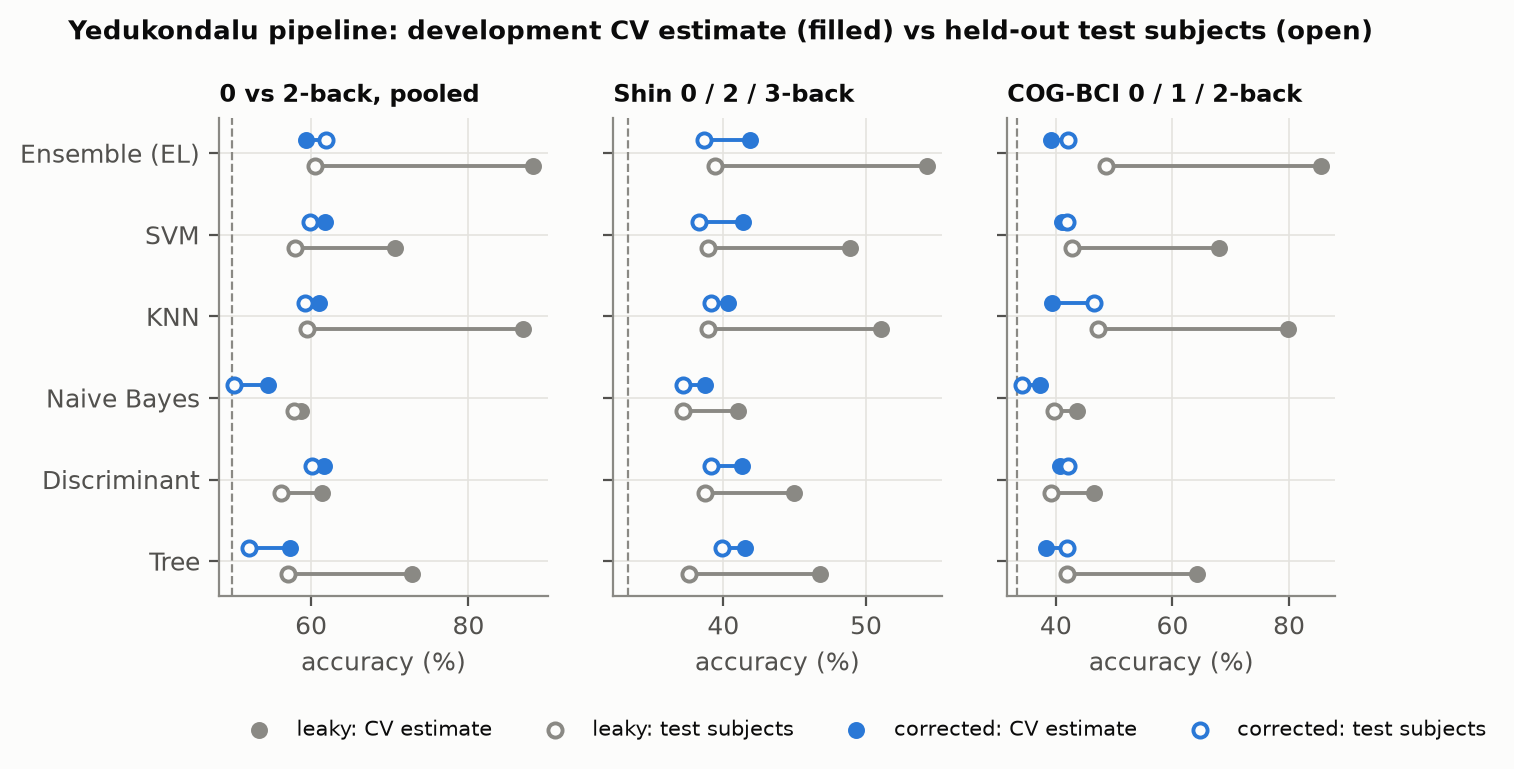 Yedukondalu pipeline: development CV estimate (filled) vs held-out test subjects (open)
0 vs 2-back, pooled
Shin 0 / 2 / 3-back
COG-BCI 0 / 1 / 2-back
Ensemble (EL)
SVM
KNN
Naive Bayes
Discriminant
Tree
60 80
40 50
40 60 80
accuracy (%)
accuracy (%)
accuracy (%)
leaky: CV estimate
leaky: test subjects
corrected: CV estimate
corrected: test subjects